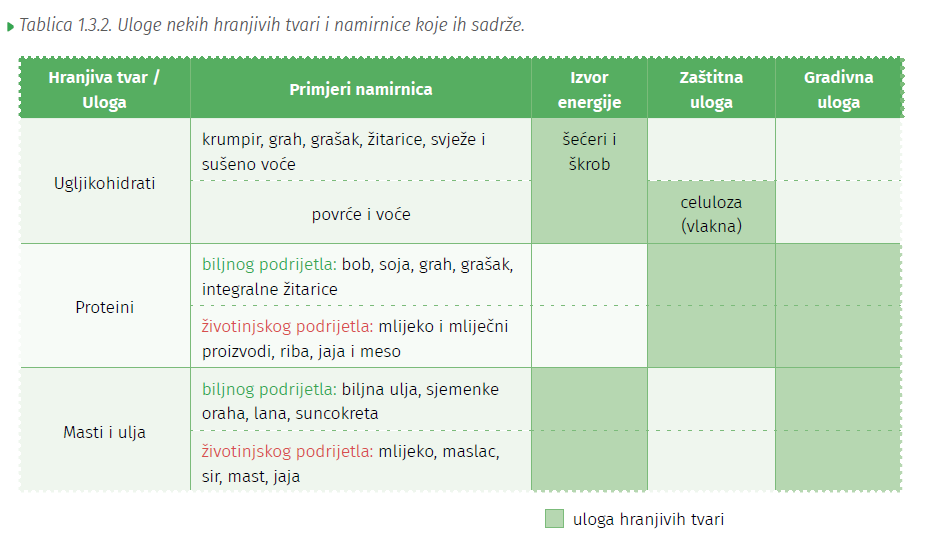 Tablica 1.3.2. Uloge nekih hranjivih tvari i namirnice koje ih sadrže.
Hranjiva tvar /
Uloga
Primjeri namirnica
Izvor
energije
Zaštitna
uloga
Gradivna
uloga
Ugljikohidrati
krumpir, grah, grašak, žitarice, svježe i
sušeno voće
šećeri i
škrob
povrće i voće
celuloza
(vlakna)
Proteini
biljnog podrijetla: bob, soja, grah, grašak,
integralne žitarice
životinjskog podrijetla: mlijeko i mliječni
proizvodi, riba, jaja i meso
Masti i ulja
biljnog podrijetla: biljna ulja, sjemenke
oraha, lana, suncokreta
životinjskog podrijetla: mlijeko, maslac,
sir, mast, jaja
uloga hranjivih tvari